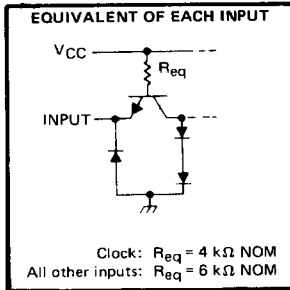 EQUIVALENT OF EACH INPUT
VCC
Req
INPUT
Clock: Req = 4 kΩ NOM
All other inputs: Req = 6 kΩ NOM